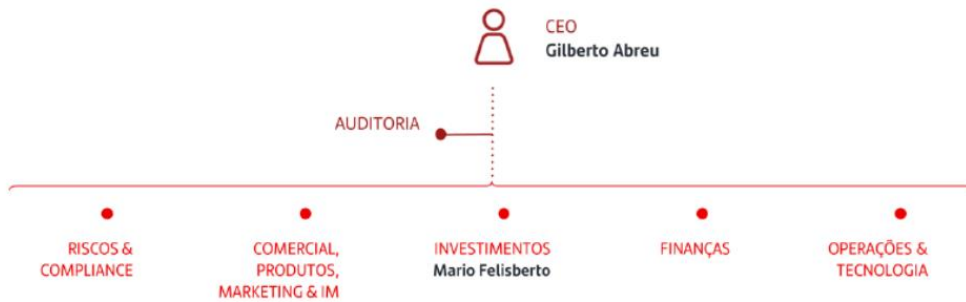 CEO
Gilberto Abreu
AUDITORIA
RISCOS &
COMPLIANCE
COMERCIAL,
PRODUTOS,
MARKETING & IM
INVESTIMENTOS
Mario Felisberto
FINANÇAS
OPERAÇÕES &
TECNOLOGIA